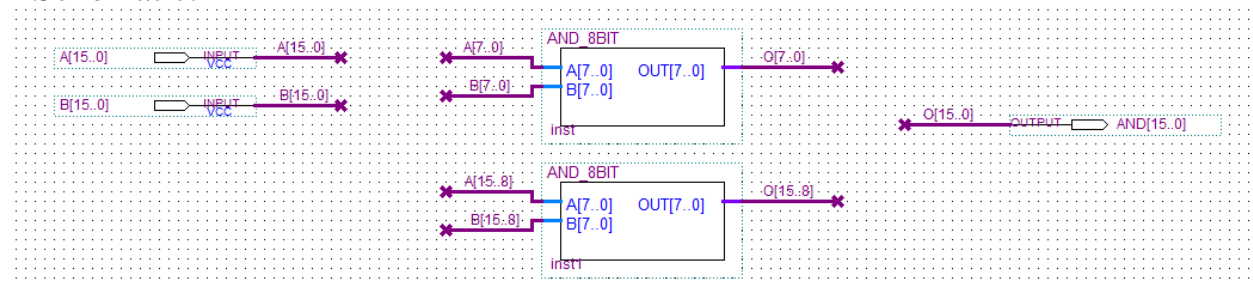 A[15..0] INPUT VCC A[15..0]
B[15..0] INPUT VCC B[15..0]
AND_8BIT
A[7..0] A[7..0] OUT[7..0] O[7..0]
B[7..0] B[7..0]
inst
O[15..0] OUTPUT AND[15..0]
AND_8BIT
A[15..8] A[7..0] OUT[7..0] O[15..8]
B[15..8] B[7..0]
inst1